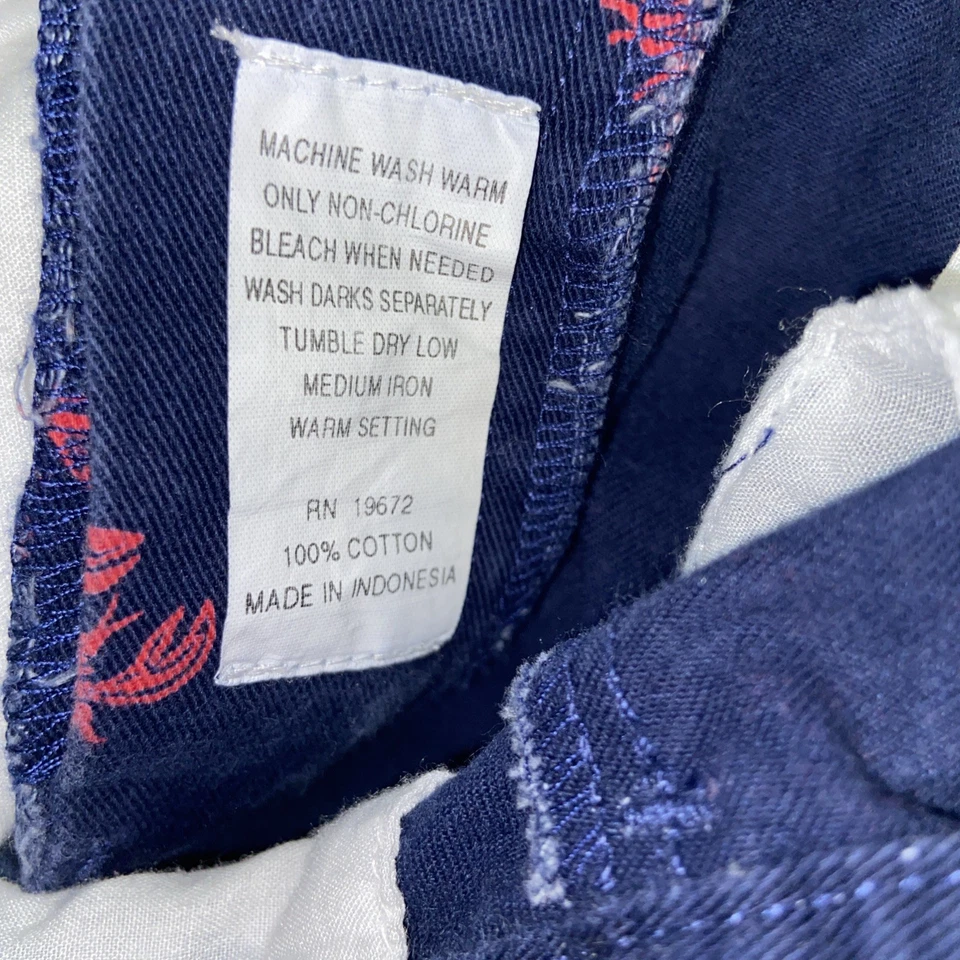 MACHINE WASH WARM
ONLY NON-CHLORINE
BLEACH WHEN NEEDED
WASH DARKS SEPARATELY
TUMBLE DRY LOW
MEDIUM IRON
WARM SETTING
RN 19672
100% COTTON
MADE IN INDONESIA